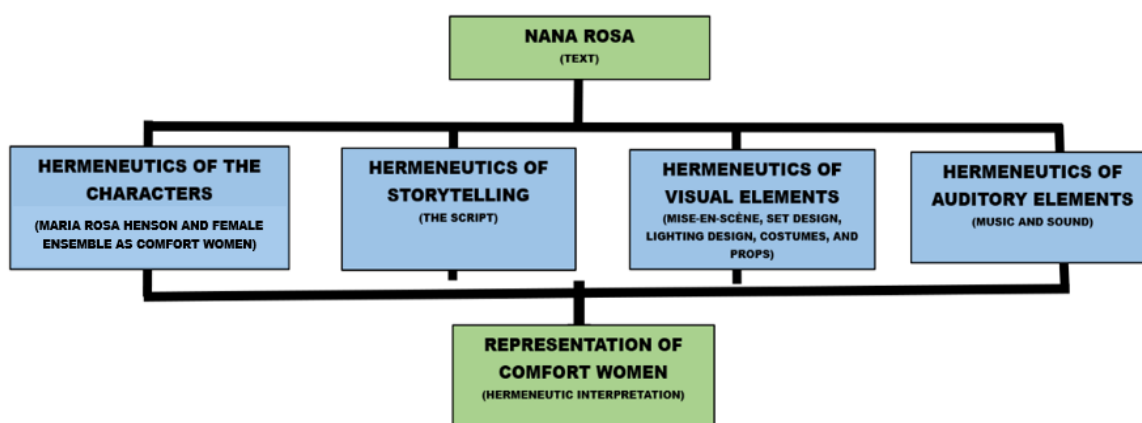 NANA ROSA
(TEXT)
HERMENEUTICS OF THE
CHARACTERS
(MARIA ROSA HENSON AND FEMALE
ENSEMBLE AS COMFORT WOMEN)
HERMENEUTICS OF
STORYTELLING
(THE SCRIPT)
HERMENEUTICS OF
VISUAL ELEMENTS
(MISE-EN-SCÈNE, SET DESIGN,
LIGHTING DESIGN, COSTUMES, AND
PROPS)
HERMENEUTICS OF
AUDITORY ELEMENTS
(MUSIC AND SOUND)
REPRESENTATION OF
COMFORT WOMEN
(HERMENEUTIC INTERPRETATION)